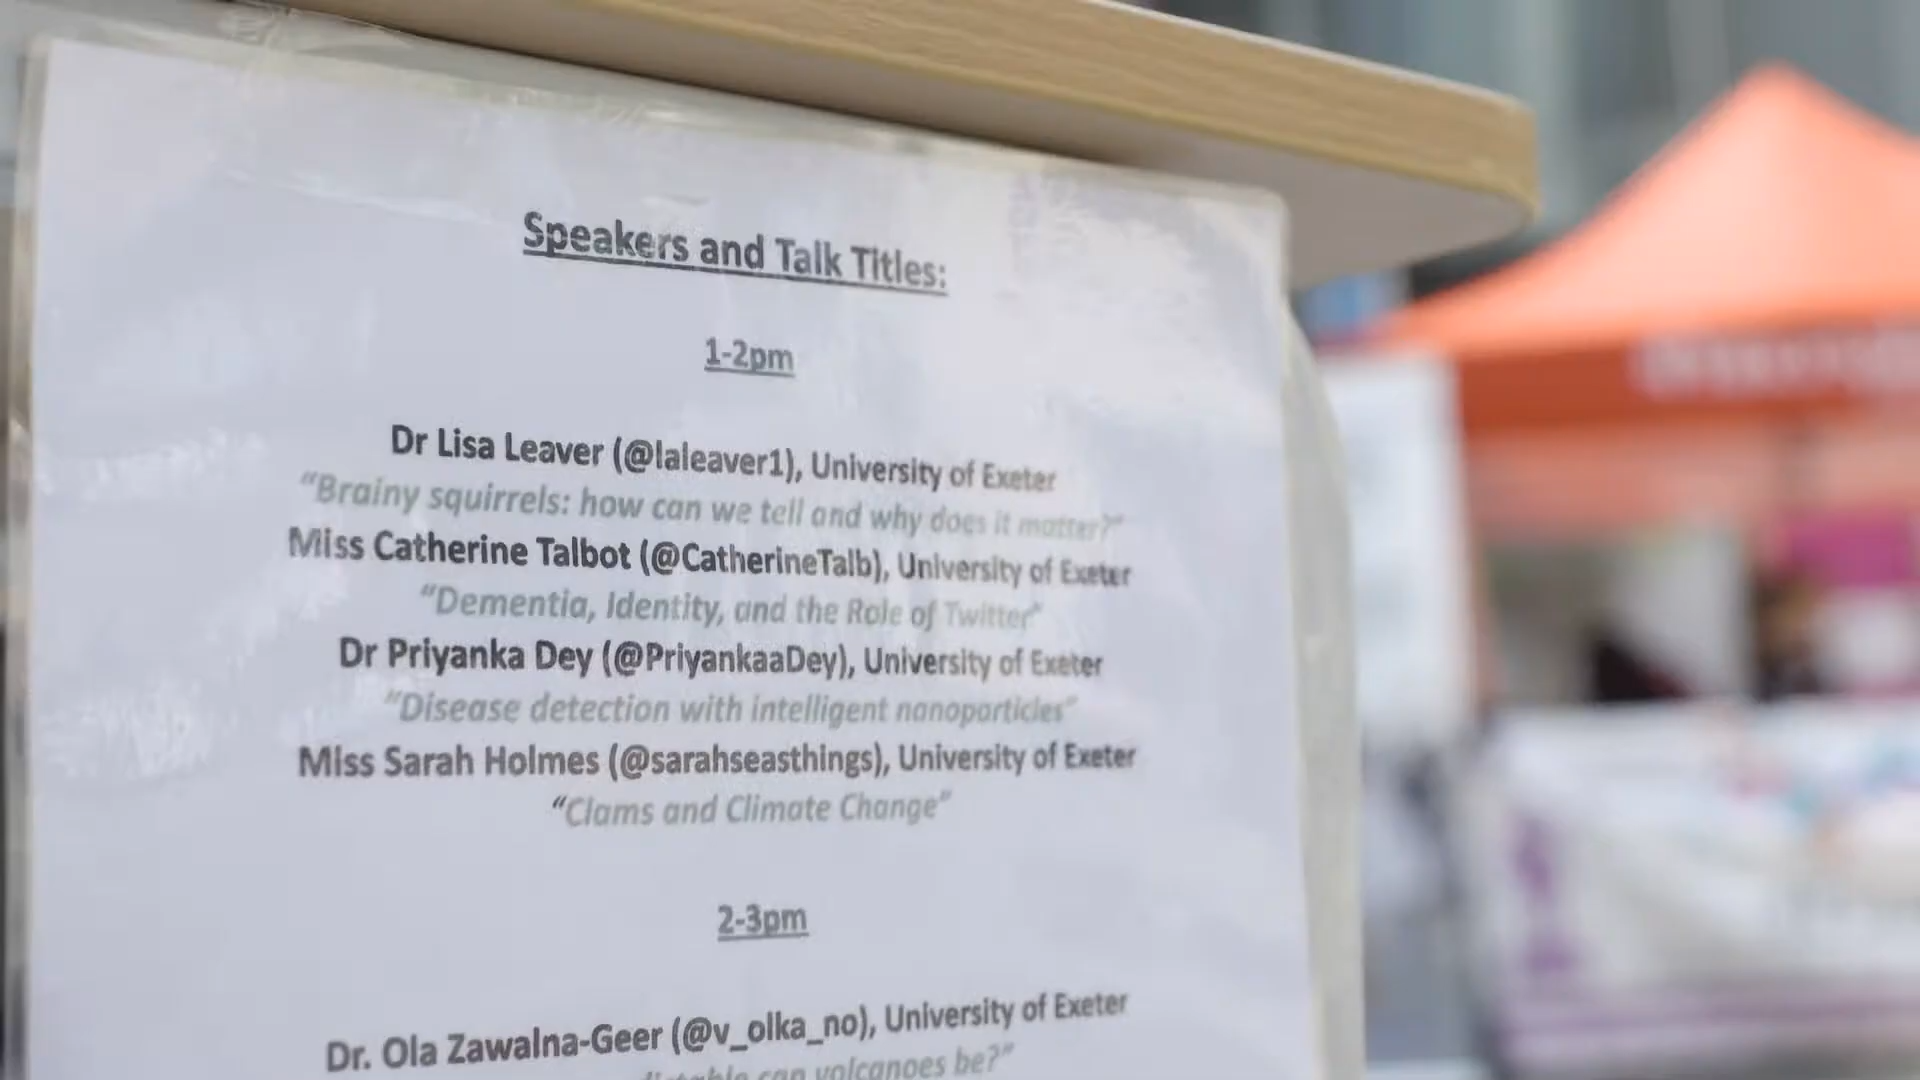 Speakers and Talk Titles:
1-2pm
Dr Lisa Leaver (@laleaver1), University of Exeter
“Brainy squirrels: how can we tell and why does it matter?”
Miss Catherine Talbot (@CatherineTalb), University of Exeter
“Dementia, Identity, and the Role of Twitter”
Dr Priyanka Dey (@PriyankaaDey), University of Exeter
“Disease detection with intelligent nanoparticles”
Miss Sarah Holmes (@sarahseasthings), University of Exeter
“Clams and Climate Change”
2-3pm
Dr. Ola Zawalna-Geer (@v_olka_no), University of Exeter
can volcanoes be?”